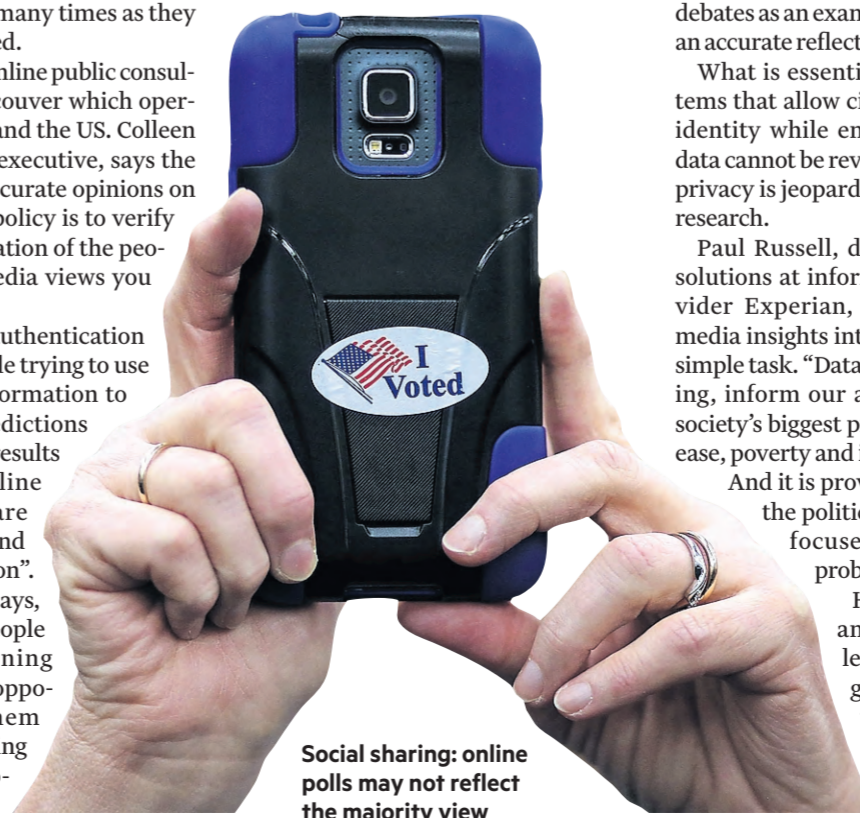 many times as they
ed.
nline public consul-
couver which oper-
and the US. Colleen
executive, says the
curate opinions on
policy is to verify
ation of the peo-
edia views you
uthentication
le trying to use
ormation to
edictions
results
line
are
nd
on”.
ays,
ople
ning
oppo-
hem
ng
o-
I
Voted
Social sharing: online
polls may not reflect
the majority view
debates as an exan
an accurate reflect
What is essenti
tems that allow ci
identity while en
data cannot be rev
privacy is jeopard
research.
Paul Russell, d
solutions at infor
vider Experian,
media insights int
simple task. “Data
ing, inform our a
society’s biggest p
ease, poverty and i
And it is prov
the politic
focuse
prob
an
le
g